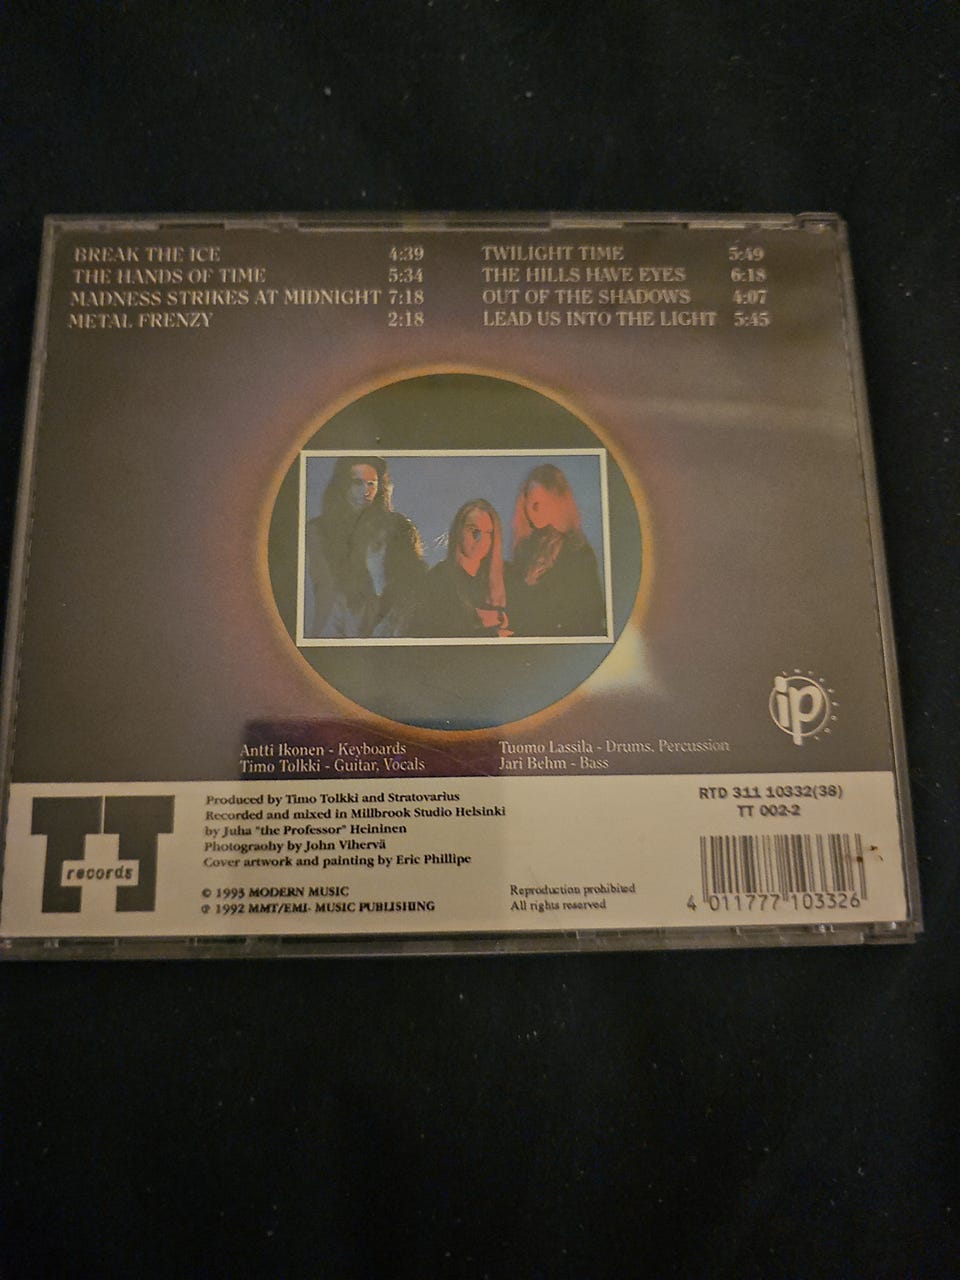 BREAK THE ICE 4:39
THE HANDS OF TIME 5:34
MADNESS STRIKES AT MIDNIGHT 7:18
METAL FRENZY 2:18
TWILIGHT TIME 5:49
THE HILLS HAVE EYES 6:18
OUT OF THE SHADOWS 4:07
LEAD US INTO THE LIGHT 5:45
ip
Antti Ikonen - Keyboards
Timo Tolkki - Guitar, Vocals
Tuomo Lassila - Drums, Percussion
Jari Behm - Bass
TT
records
Produced by Timo Tolkki and Stratovarius
Recorded and mixed in Millbrook Studio Helsinki
by Juha "the Professor" Heininen
Photograohy by John Vihervä
Cover artwork and painting by Eric Phillipe
© 1993 MODERN MUSIC
℗ 1992 MMT/EMI- MUSIC PUBLISHING
Reproduction prohibited
All rights reserved
RTD 311 10332(38)
TT 002-2
4 011777 103326